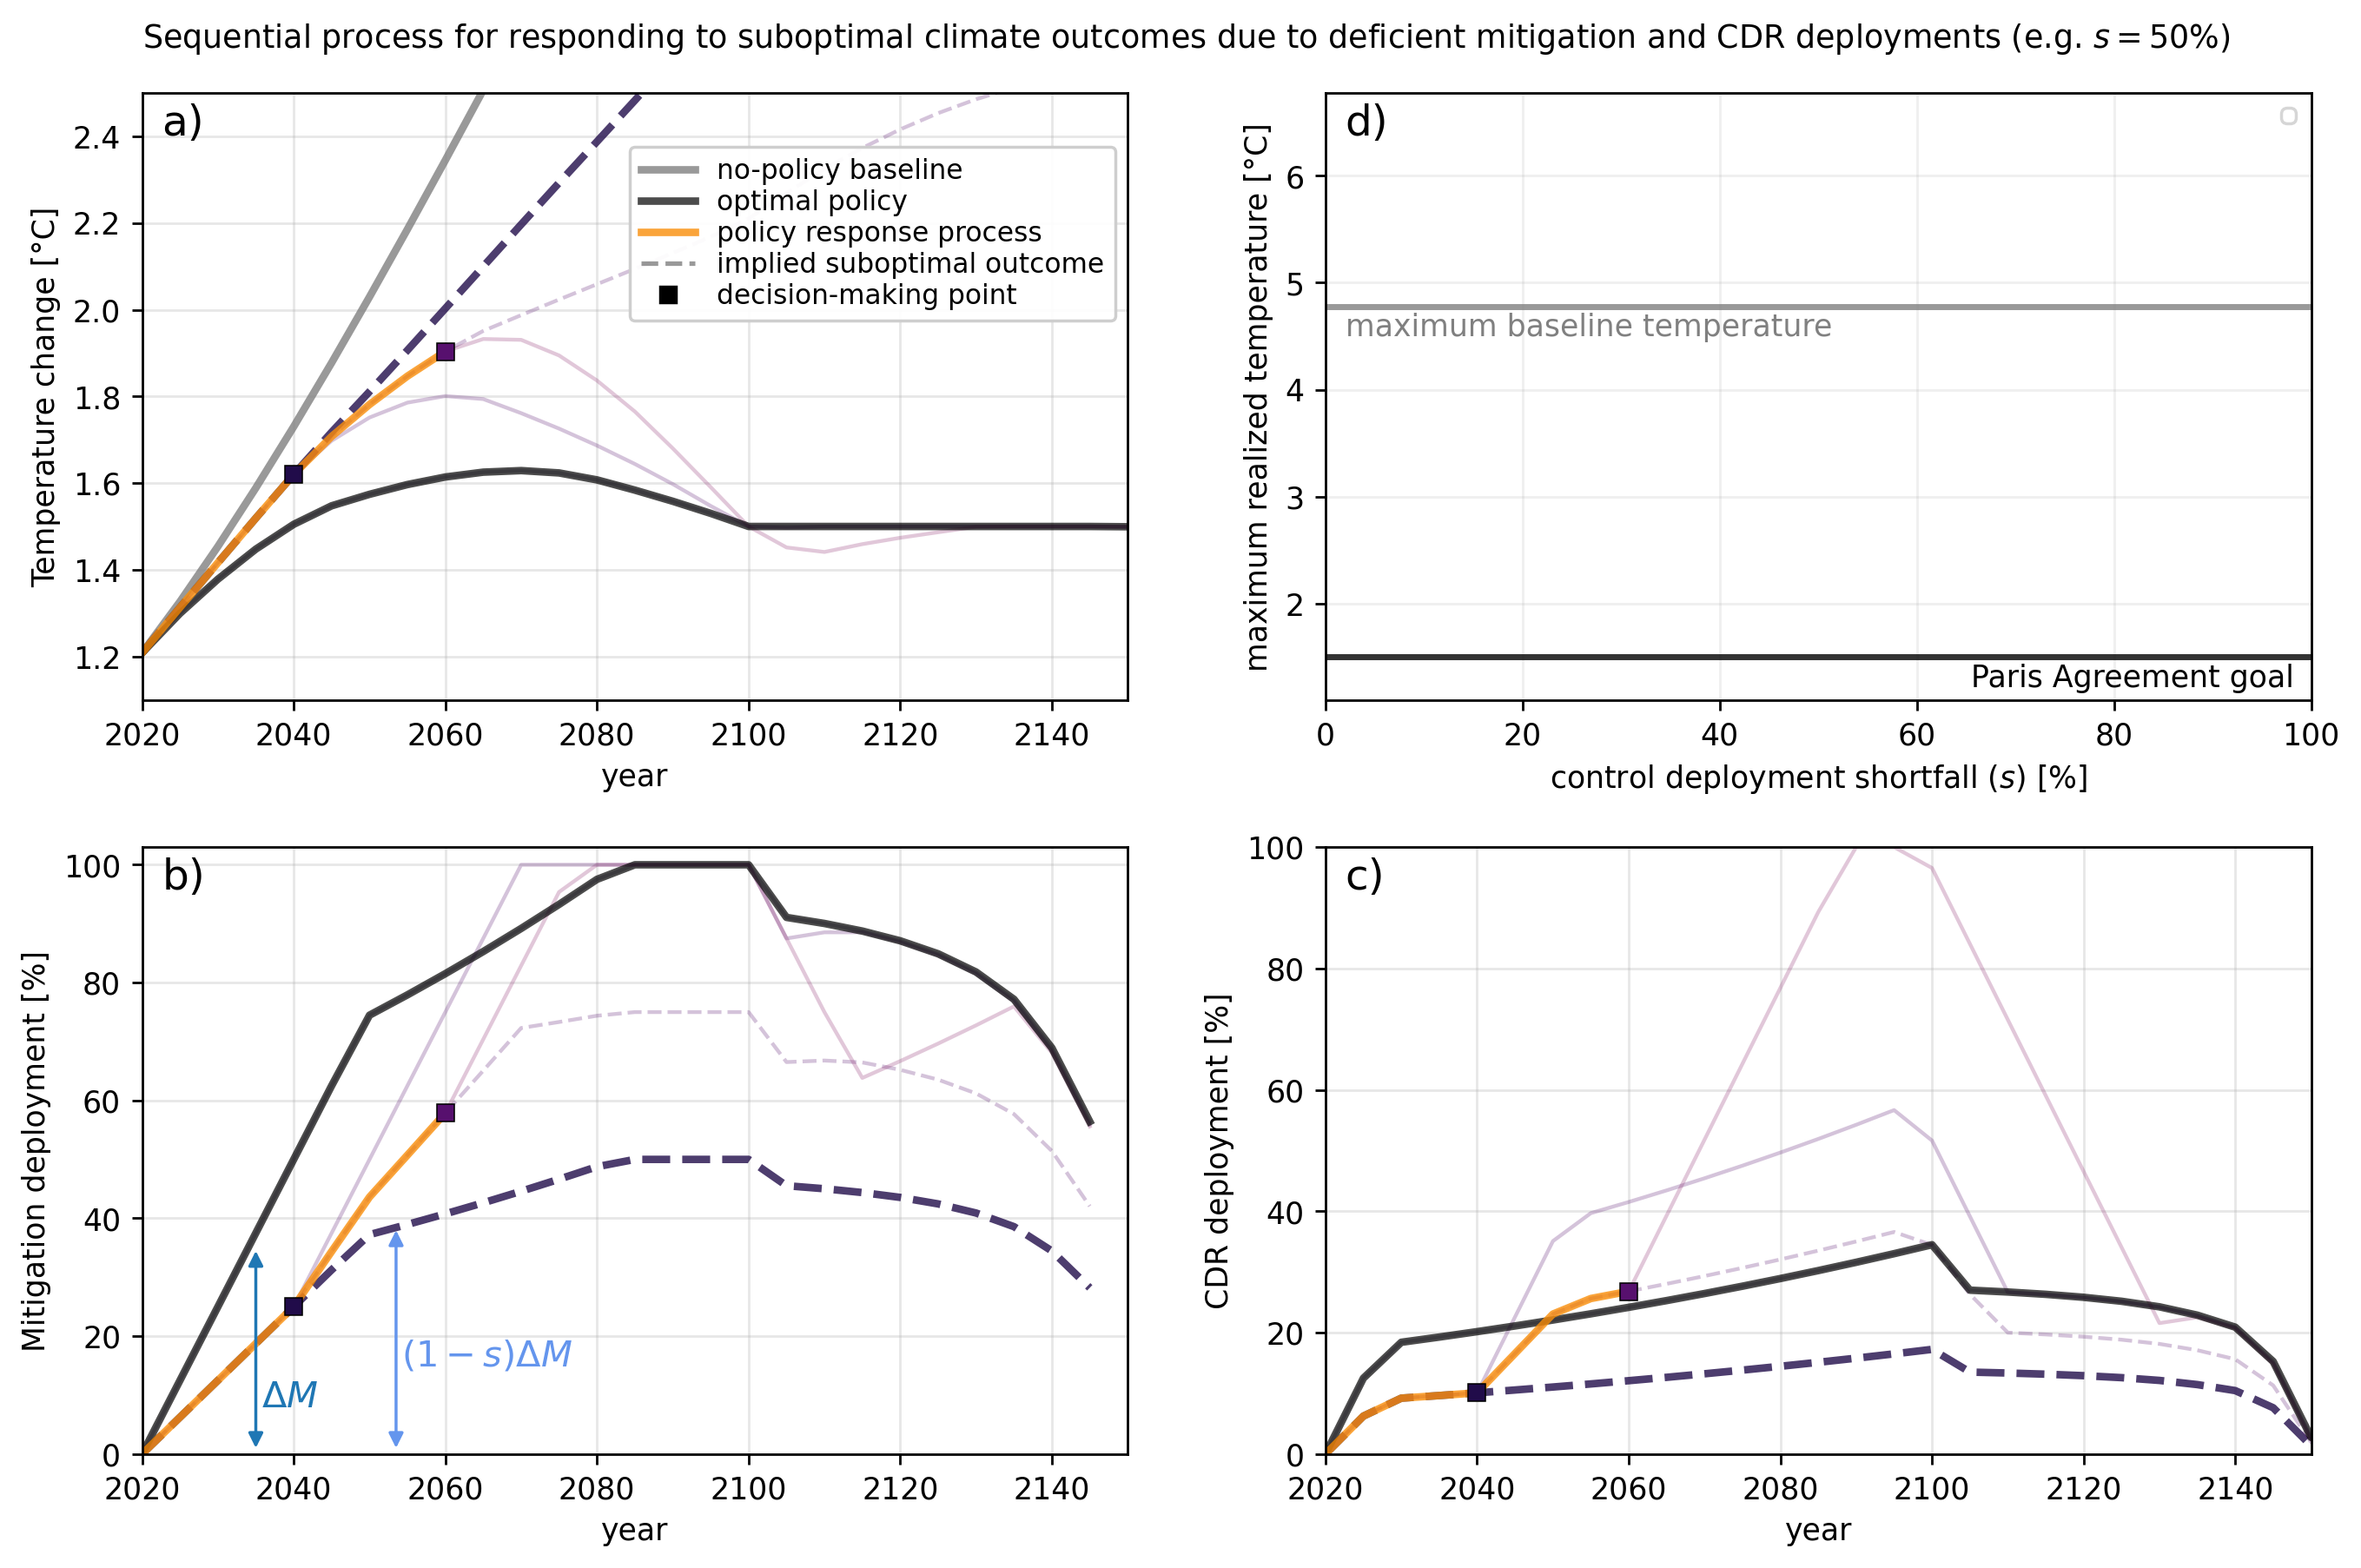 Sequential process for responding to suboptimal climate outcomes due to deficient mitigation and CDR deployments (e.g. s = 50%)
a)
Temperature change [°C]
2.4
2.2
2.0
1.8
1.6
1.4
1.2
no-policy baseline
optimal policy
policy response process
implied suboptimal outcome
decision-making point
2020 2040 2060 2080 2100 2120 2140
year
d)
maximum realized temperature [°C]
6
5
4
3
2
maximum baseline temperature
Paris Agreement goal
0 20 40 60 80 100
control deployment shortfall (s) [%]
b)
Mitigation deployment [%]
100
80
60
40
20
0
(1 − s)ΔM
ΔM
2020 2040 2060 2080 2100 2120 2140
year
c)
CDR deployment [%]
100
80
60
40
20
0
2020 2040 2060 2080 2100 2120 2140
year